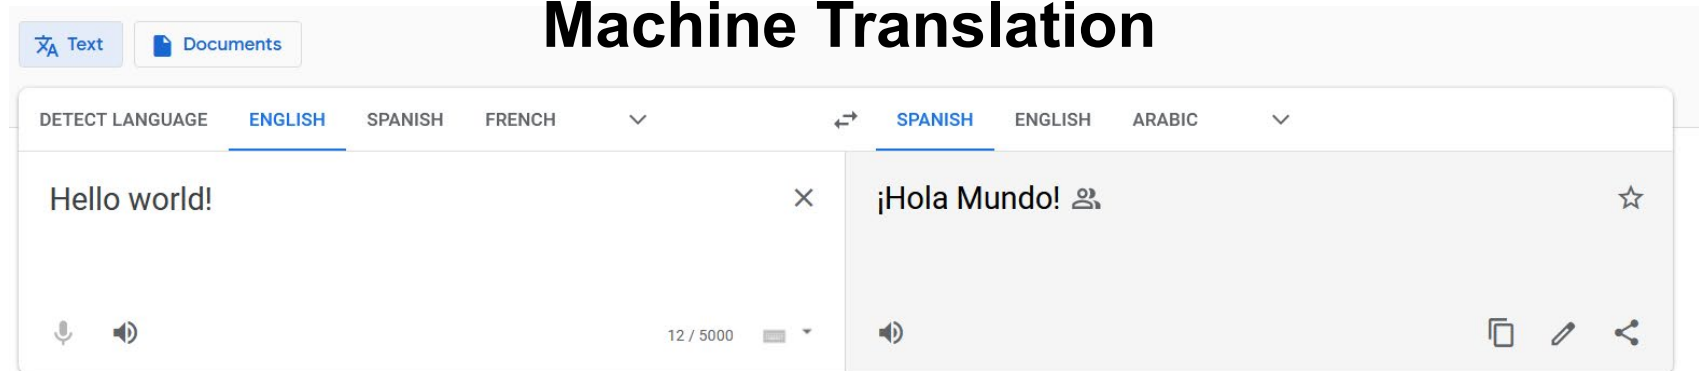 Machine Translation
Text Documents
DETECT LANGUAGE ENGLISH SPANISH FRENCH SPANISH ENGLISH ARABIC
Hello world! ¡Hola Mundo!
12 / 5000